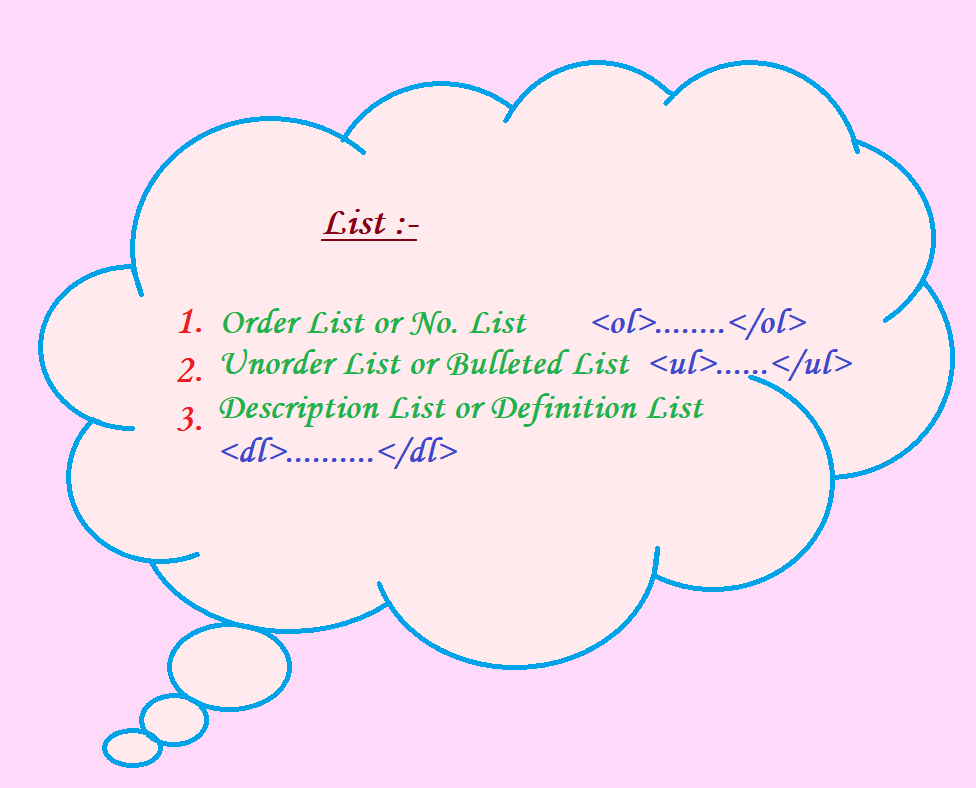 List :-
1. Order List or No. List <ol>........</ol>
2. Unorder List or Bulleted List <ul>......</ul>
3. Description List or Definition List
<dl>..........</dl>